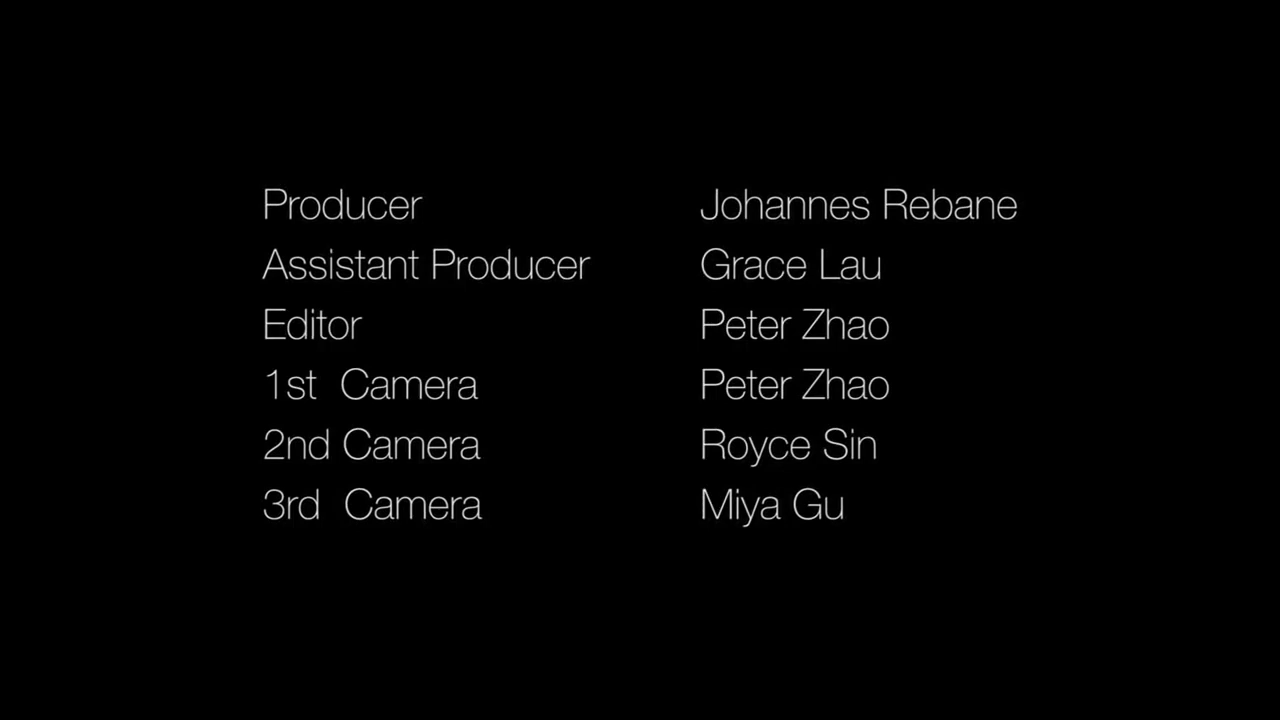 Producer Johannes Rebane
Assistant Producer Grace Lau
Editor Peter Zhao
1st Camera Peter Zhao
2nd Camera Royce Sin
3rd Camera Miya Gu